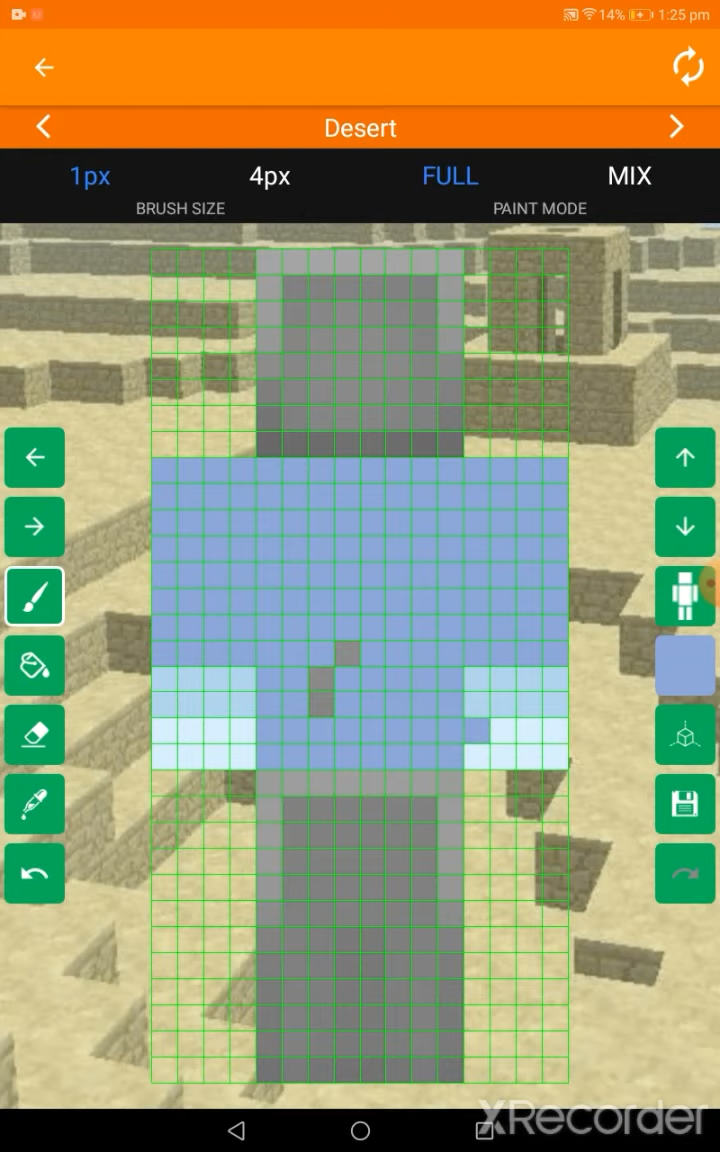 14% 1:25 pm
Desert
1px 4px FULL MIX
BRUSH SIZE PAINT MODE
XRecorder